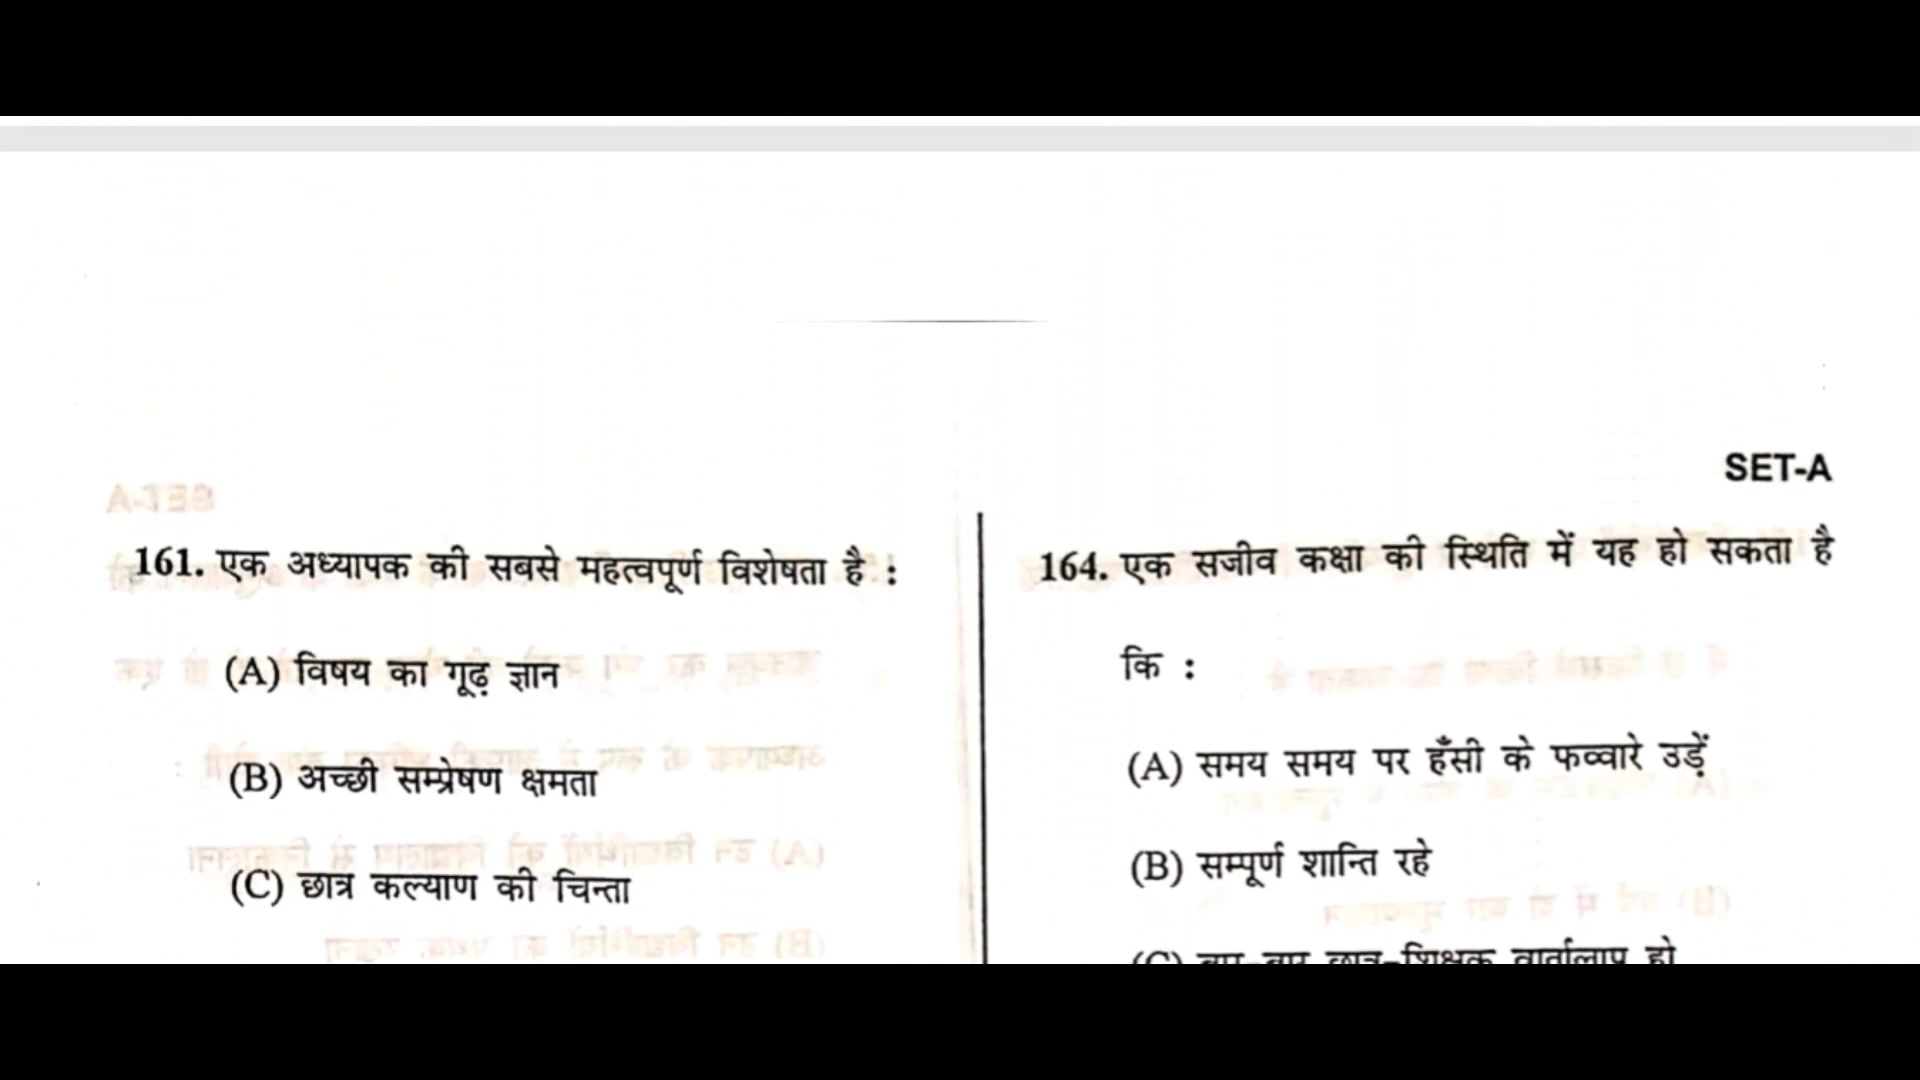 SET-A
161. एक अध्यापक की सबसे महत्वपूर्ण विशेषता है :
(A) विषय का गूढ़ ज्ञान
(B) अच्छी सम्प्रेषण क्षमता
(C) छात्र कल्याण की चिन्ता
164. एक सजीव कक्षा की स्थिति में यह हो सकता है
कि :
(A) समय समय पर हँसी के फव्वारे उड़ें
(B) सम्पूर्ण शान्ति रहे
(C) बार-बार छात्र-शिक्षक वार्तालाप हो